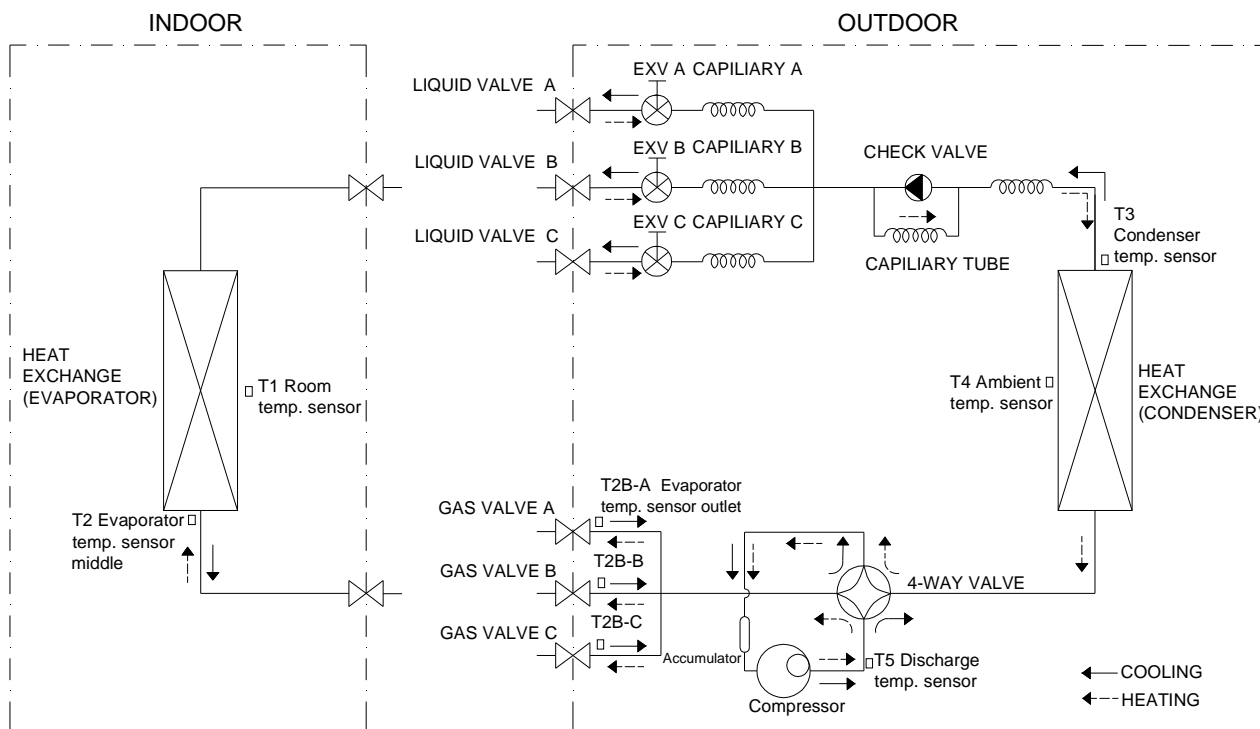 INDOOR
OUTDOOR
LIQUID VALVE A
EXV A CAPILIARY A
LIQUID VALVE B
EXV B CAPILIARY B
LIQUID VALVE C
EXV C CAPILIARY C
CHECK VALVE
CAPILIARY TUBE
T3
Condenser
temp. sensor
HEAT
EXCHANGE
(EVAPORATOR)
T1 Room
temp. sensor
T4 Ambient
temp. sensor
HEAT
EXCHANGE
(CONDENSER)
T2 Evaporator
temp. sensor
middle
GAS VALVE A
T2B-A Evaporator
temp. sensor outlet
GAS VALVE B
T2B-B
GAS VALVE C
T2B-C
4-WAY VALVE
Accumulator
Compressor
T5 Discharge
temp. sensor
COOLING
HEATING